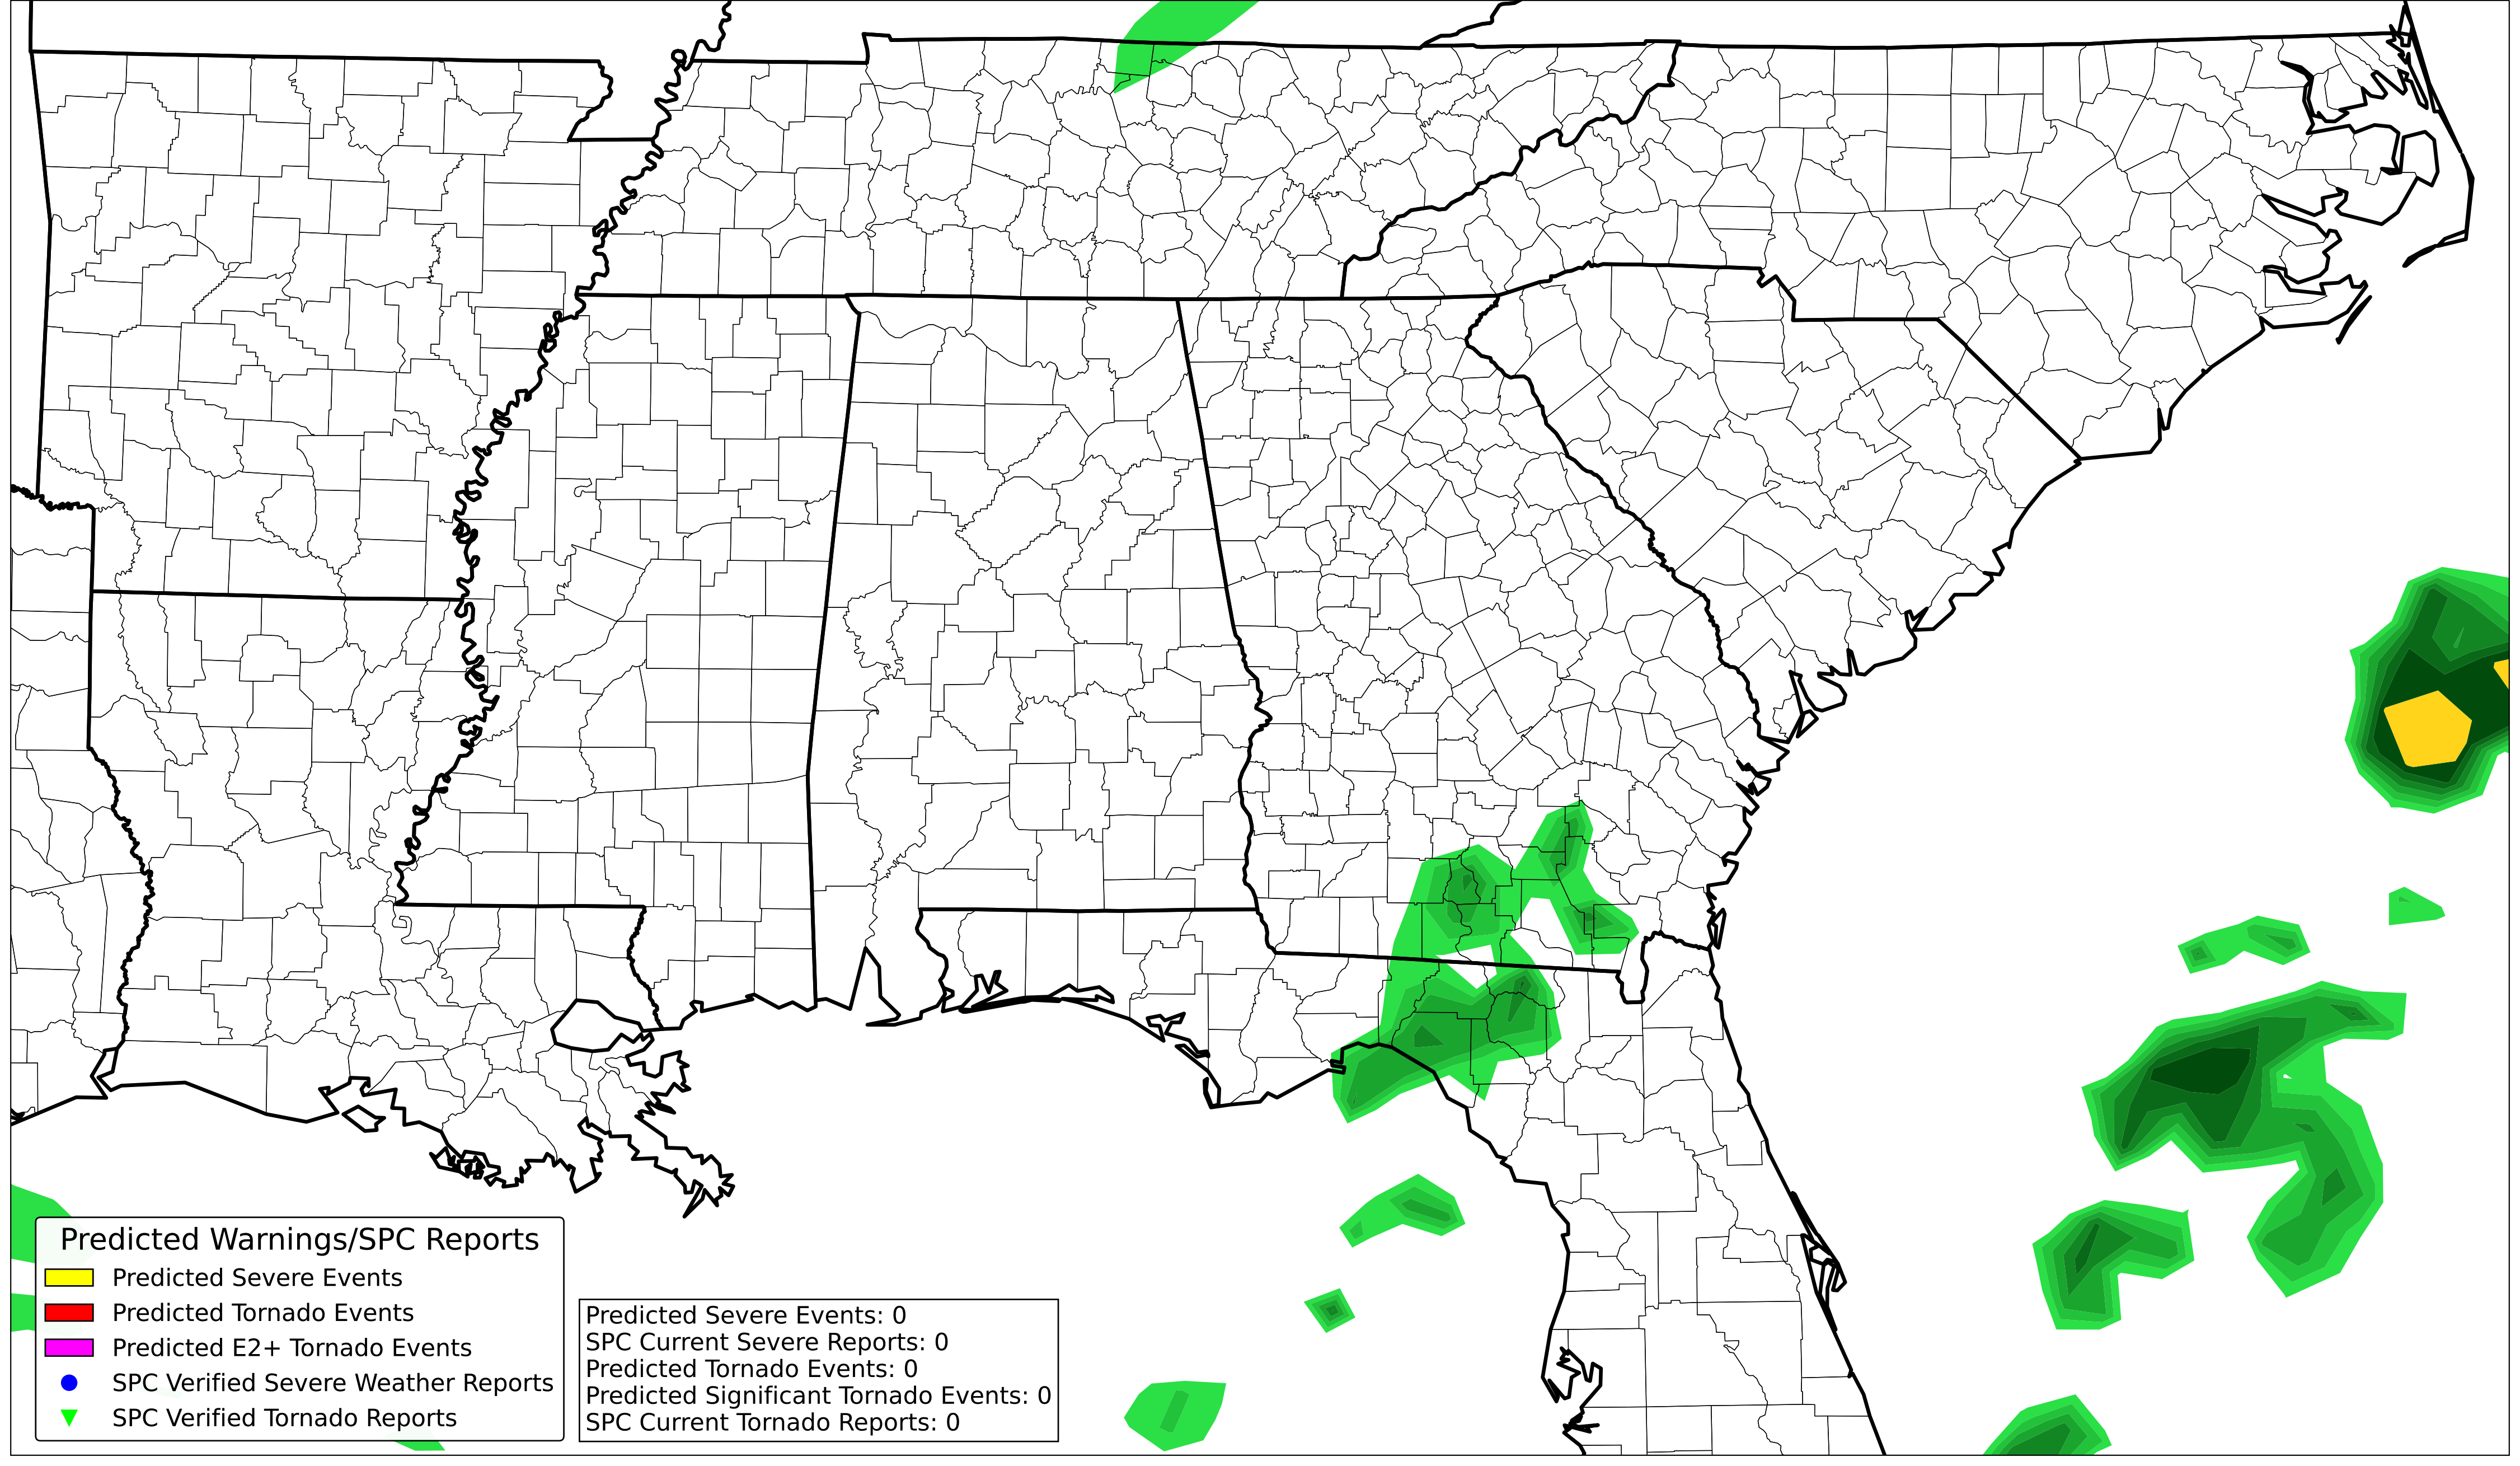 Predicted Warnings/SPC Reports
Predicted Severe Events
Predicted Tornado Events
Predicted E2+ Tornado Events
SPC Verified Severe Weather Reports
SPC Verified Tornado Reports
Predicted Severe Events: 0
SPC Current Severe Reports: 0
Predicted Tornado Events: 0
Predicted Significant Tornado Events: 0
SPC Current Tornado Reports: 0